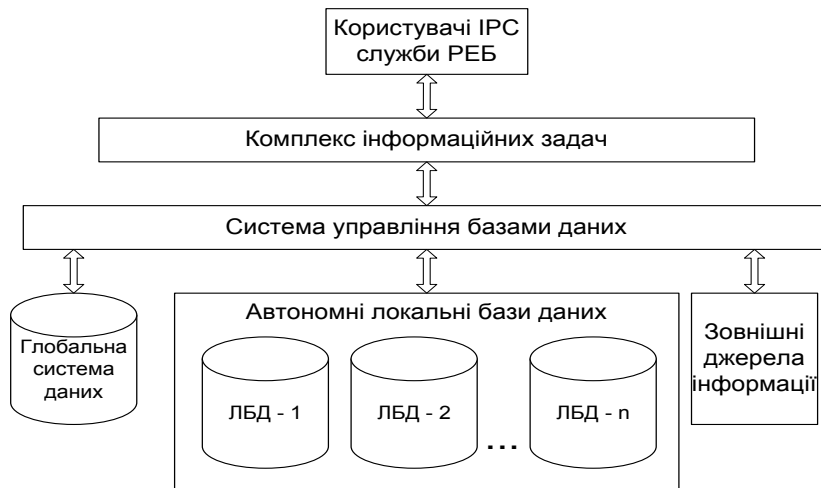 Користувачі ІРС
служби РЕБ
Комплекс інформаційних задач
Система управління базами даних
Глобальна
система
даних
Автономні локальні бази даних
ЛБД - 1
ЛБД - 2
...
ЛБД - n
Зовнішні
джерела
інформації